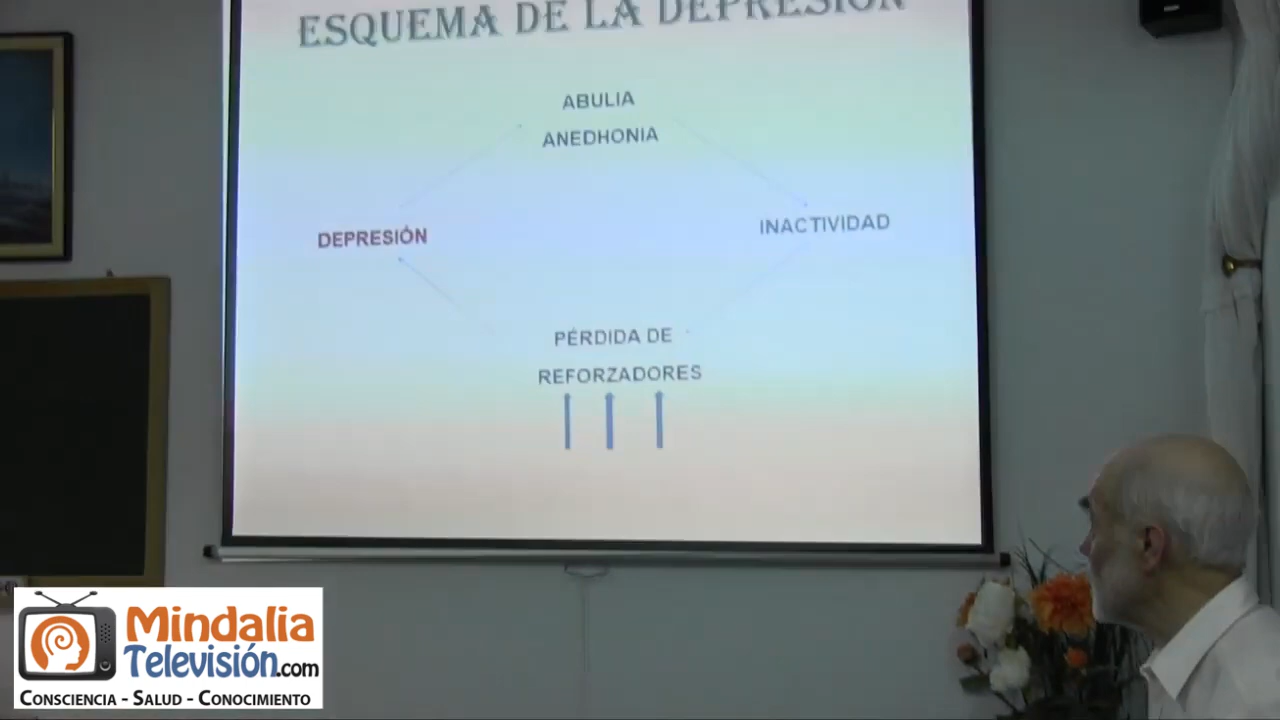 ESQUEMA DE LA DEPRESIÓN
ABULIA
ANEDHONIA
DEPRESIÓN
INACTIVIDAD
PÉRDIDA DE
REFORZADORES
Mindalia
Televisión.com
CONSCIENCIA - SALUD - CONOCIMIENTO